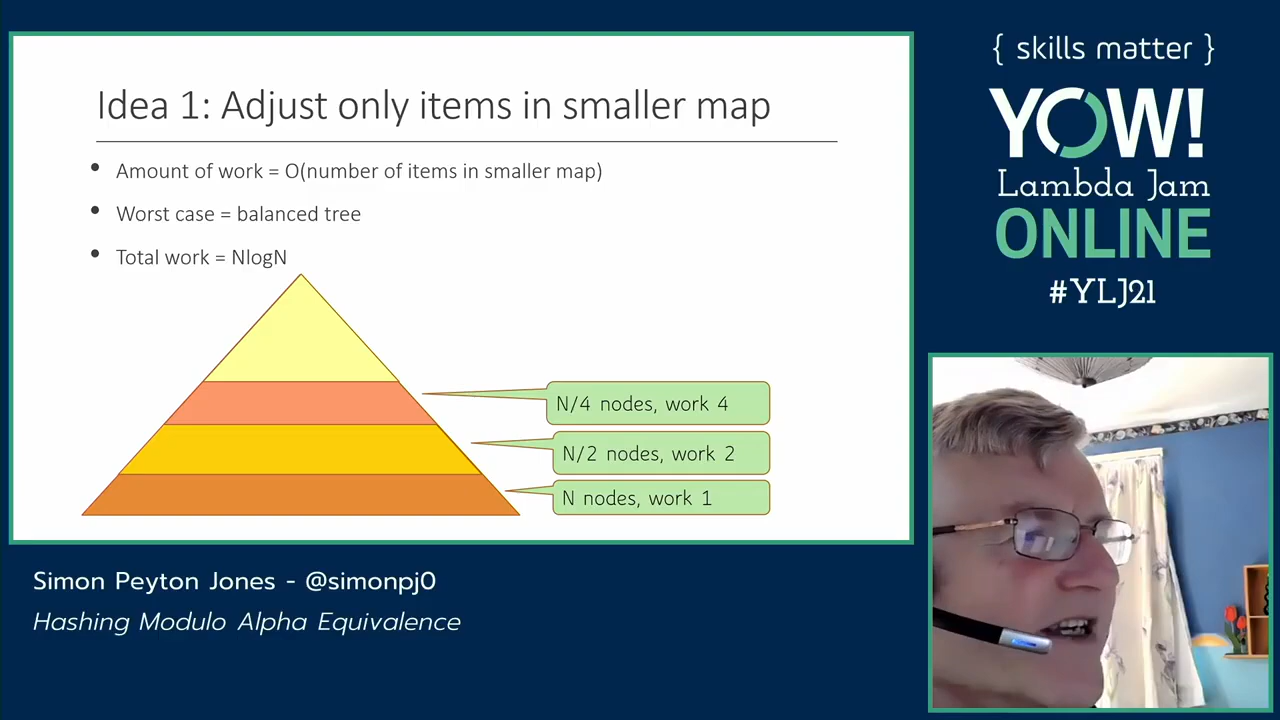 Idea 1: Adjust only items in smaller map
• Amount of work = O(number of items in smaller map)
• Worst case = balanced tree
• Total work = NlogN
N/4 nodes, work 4
N/2 nodes, work 2
N nodes, work 1
{ skills matter }
YOW!
Lambda Jam
ONLINE
#YLJ21
Simon Peyton Jones - @simonpj0
Hashing Modulo Alpha Equivalence